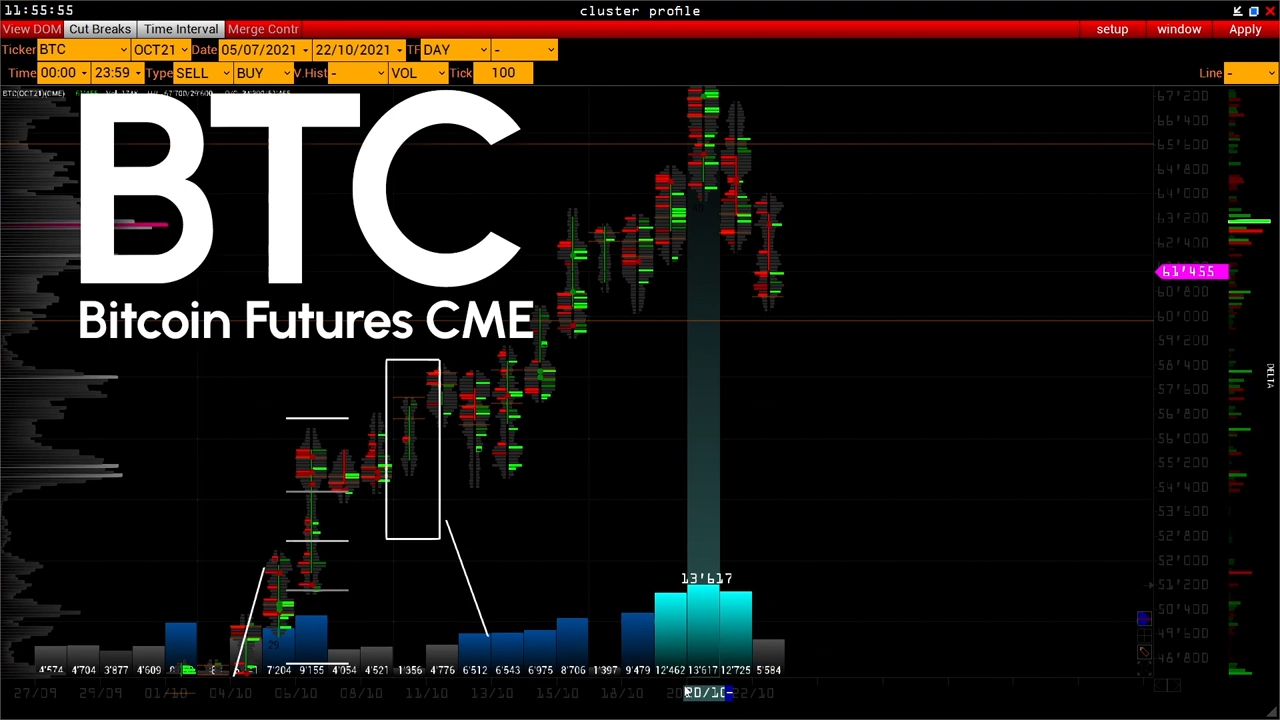 11:55:55 cluster profile
View DOM Cut Breaks Time Interval Merge Contr setup window Apply
Ticker BTC OCT21 Date 05/07/2021 22/10/2021 TF DAY -
Time 00:00 23:59 Type SELL BUY V.Hist - VOL Tick 100 Line -
BTC
Bitcoin Futures CME
67'200
66'400
65'600
64'800
64'000
63'200
62'400
61'455
60'800
60'000
59'200
58'400
57'600
56'800
56'000
55'200
54'400
53'600
52'800
52'000
51'200
50'400
49'600
48'800
DELTA
13'617
29
4'574 4'704 3'877 4'609 7'204 9'155 4'054 4'521 1'356 4'776 6'512 6'543 6'975 8'706 1'397 9'479 12'462 13'617 12'725 5'584
27/09 29/09 01/10 04/10 06/10 08/10 11/10 13/10 15/10 18/10 20/10 22/10